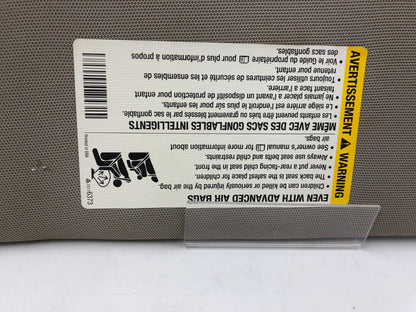 WARNING
EVEN WITH ADVANCED AIR BAGS
• Children can be killed or seriously injured by the air bag.
• The back seat is the safest place for children.
• Never put a rear-facing child seat in the front.
• Always use seat belts and child restraints.
• See owner's manual for more information about
air bags.
AVERTISSEMENT
MÊME AVEC DES SACS GONFLABLES INTELLIGENTS
• Les enfants peuvent être tués ou gravement blessés par le sac gonflable.
• Le siège arrière est l'endroit le plus sûr pour les enfants.
• Ne jamais placer à l'avant un dispositif de protection pour enfant
faisant face à l'arrière.
• Toujours utiliser les ceintures de sécurité et les ensembles de
retenue pour enfant.
• Voir le Guide du propriétaire pour plus d'information à propos
des sacs gonflables.
Printed in USA